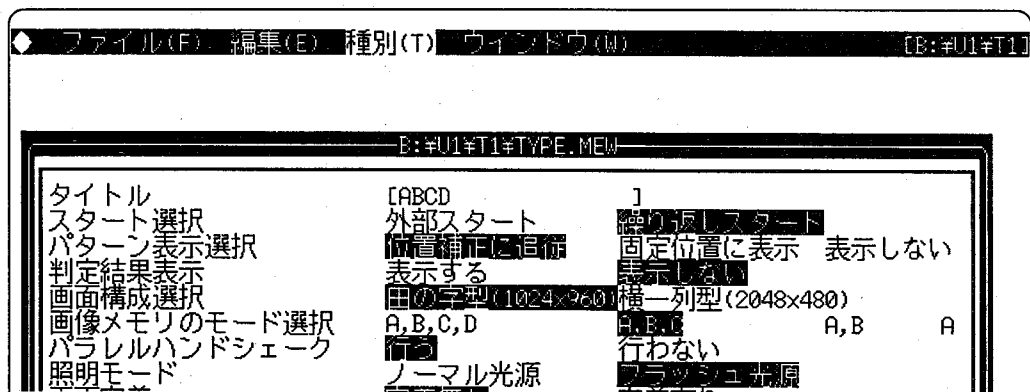 ファイル(F) 編集(E) 種別(T) ウインドウ(W) [B:¥U1¥T1]
B:¥U1¥T1¥TYPE.MEW
タイトル [ABCD ]
スタート選択 外部スタート 繰り返しスタート
パターン表示選択 位置補正に追従 固定位置に表示 表示しない
判定結果表示 表示する 表示しない
画面構成選択 田の字型(1024×960) 横一列型(2048×480)
画像メモリのモード選択 A,B,C,D A,B,C A,B A
パラレルハンドシェーク 行う 行わない
照明モード ノーマル光源 フラッシュ光源